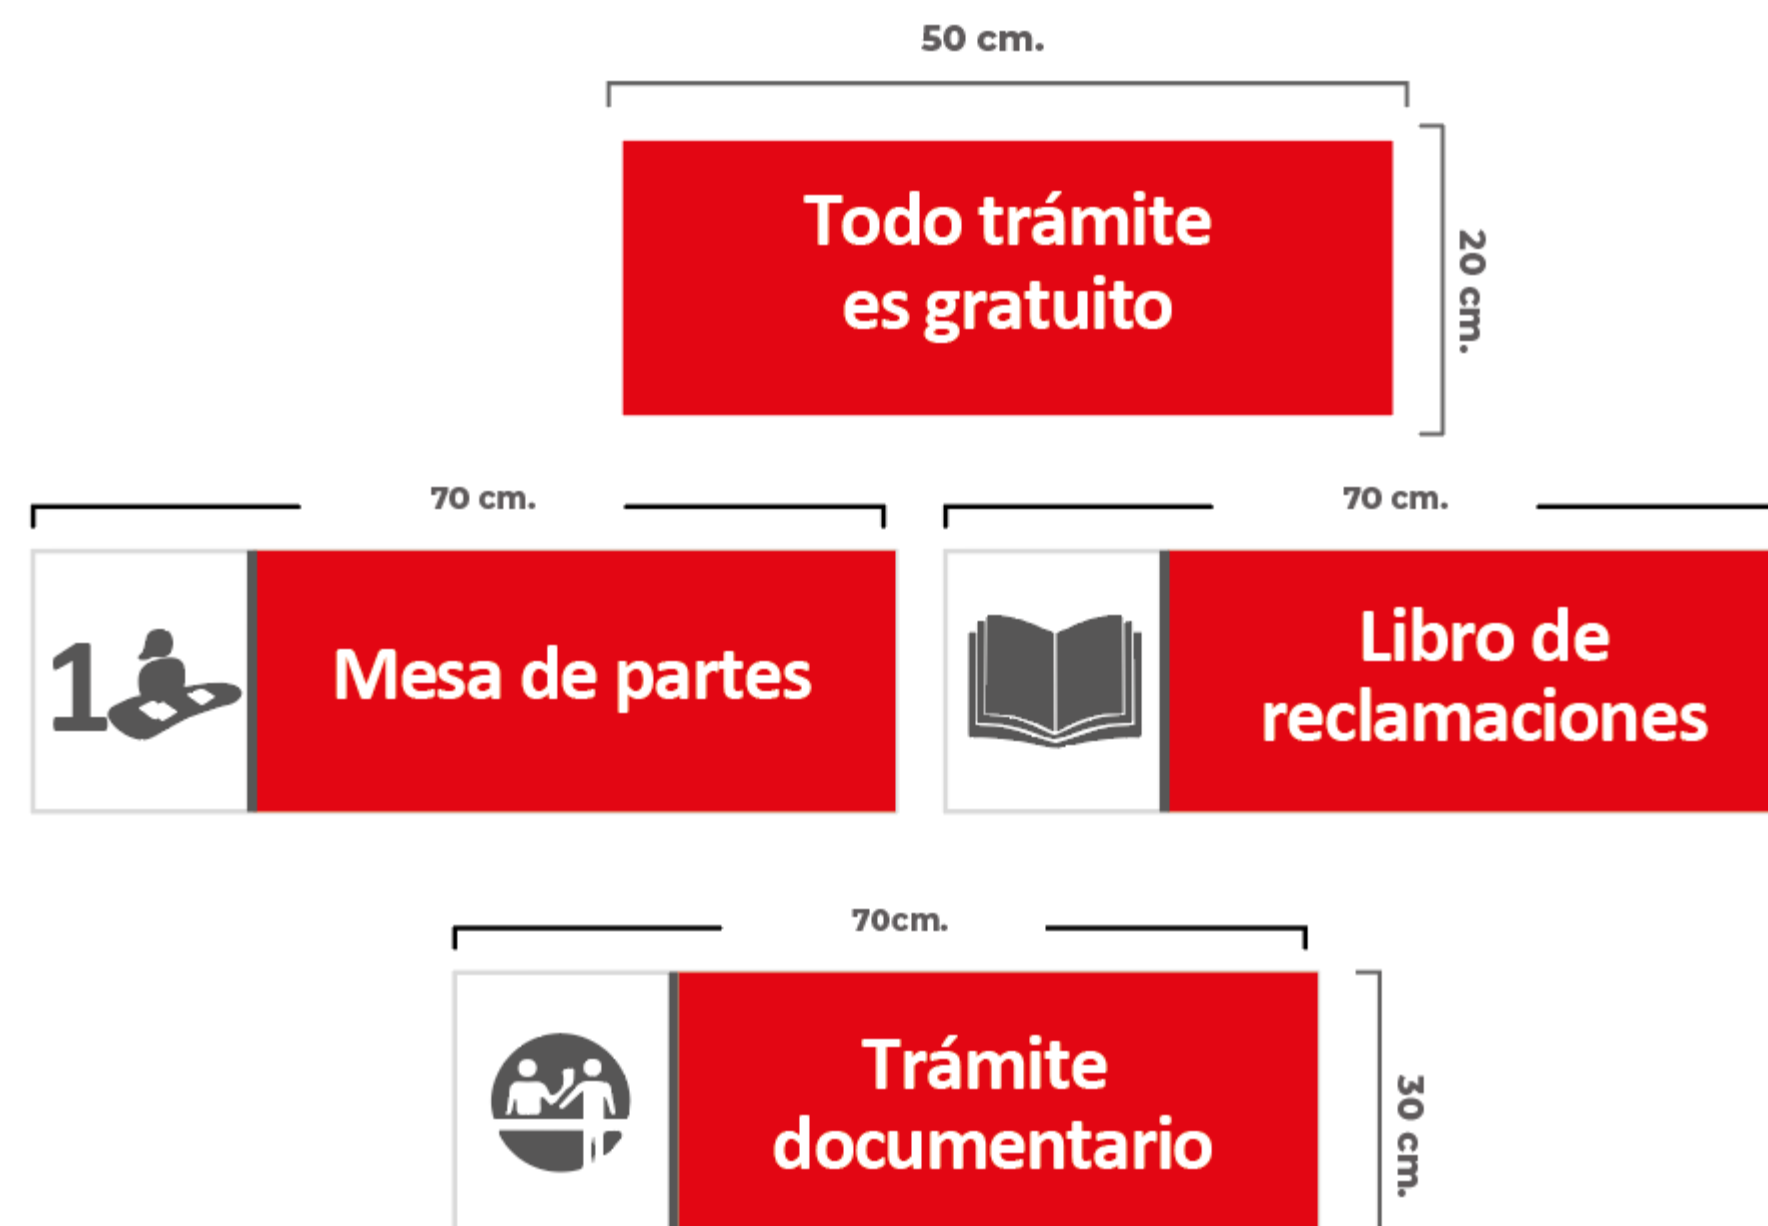 50 cm.
Todo trámite
es gratuito
20 cm.
70 cm.
1
Mesa de partes
70 cm.
Libro de
reclamaciones
70cm.
Trámite
documentario
30 cm.